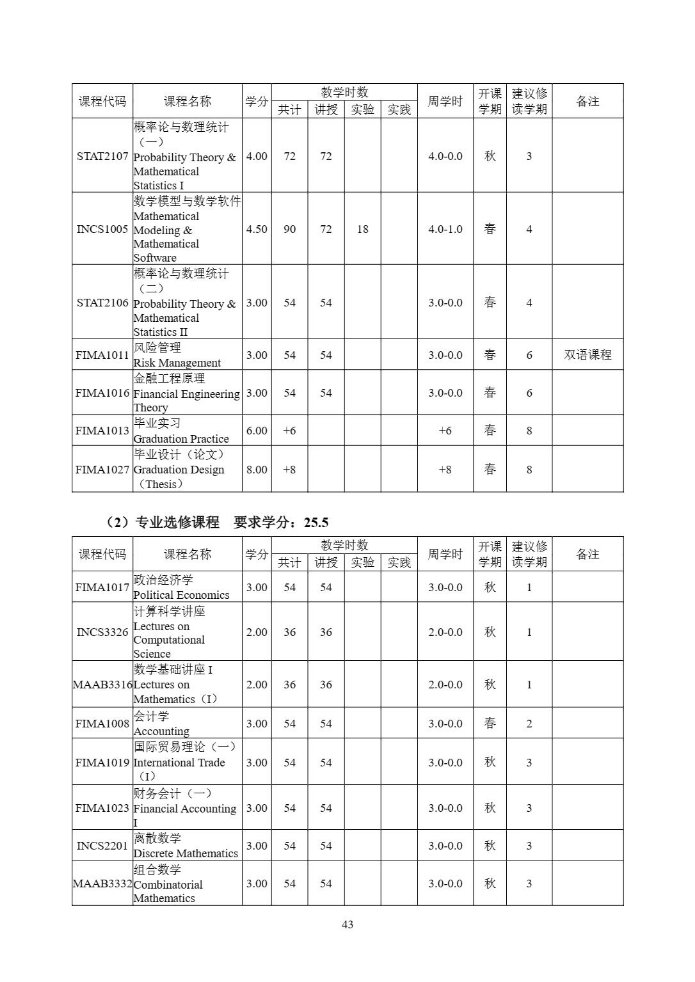 课程代码 课程名称 学分 教学时数 周学时 开课学期 建议修读学期 备注
共计 讲授 实验 实践
STAT2107 概率论与数理统计（一）Probability Theory & Mathematical Statistics I 4.00 72 72 4.0-0.0 秋 3
INCS1005 数学模型与数学软件 Mathematical Modeling & Mathematical Software 4.50 90 72 18 4.0-1.0 春 4
STAT2106 概率论与数理统计（二）Probability Theory & Mathematical Statistics II 3.00 54 54 3.0-0.0 春 4
FIMA1011 风险管理 Risk Management 3.00 54 54 3.0-0.0 春 6 双语课程
FIMA1016 金融工程原理 Financial Engineering Theory 3.00 54 54 3.0-0.0 春 6
FIMA1013 毕业实习 Graduation Practice 6.00 +6 +6 春 8
FIMA1027 毕业设计（论文）Graduation Design（Thesis） 8.00 +8 +8 春 8
（2）专业选修课程 要求学分：25.5
课程代码 课程名称 学分 教学时数 周学时 开课学期 建议修读学期 备注
共计 讲授 实验 实践
FIMA1017 政治经济学 Political Economics 3.00 54 54 3.0-0.0 秋 1
INCS3326 计算科学讲座 Lectures on Computational Science 2.00 36 36 2.0-0.0 秋 1
MAAB3316 数学基础讲座 I Lectures on Mathematics（I） 2.00 36 36 2.0-0.0 秋 1
FIMA1008 会计学 Accounting 3.00 54 54 3.0-0.0 春 2
FIMA1019 国际贸易理论（一）International Trade（I） 3.00 54 54 3.0-0.0 秋 3
FIMA1023 财务会计（一）Financial Accounting I 3.00 54 54 3.0-0.0 秋 3
INCS2201 离散数学 Discrete Mathematics 3.00 54 54 3.0-0.0 秋 3
MAAB3332 组合数学 Combinatorial Mathematics 3.00 54 54 3.0-0.0 秋 3
43